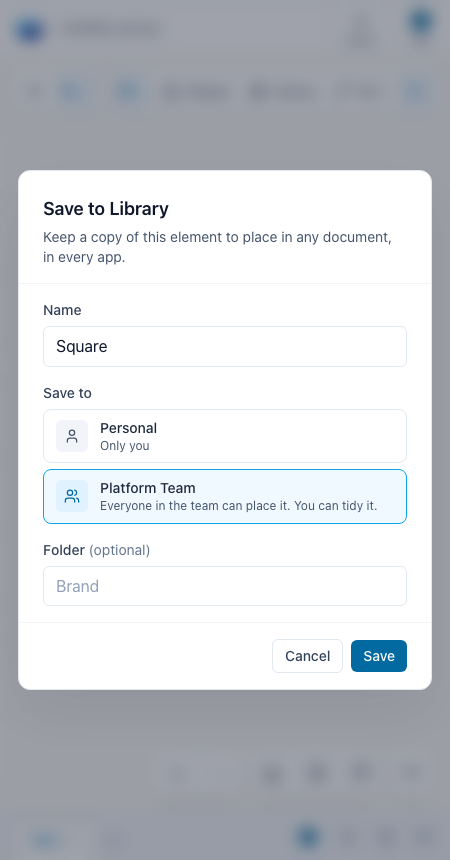 Save to Library
Keep a copy of this element to place in any document,
in every app.
Name
Square
Save to
Personal
Only you
Platform Team
Everyone in the team can place it. You can tidy it.
Folder (optional)
Brand
Cancel
Save